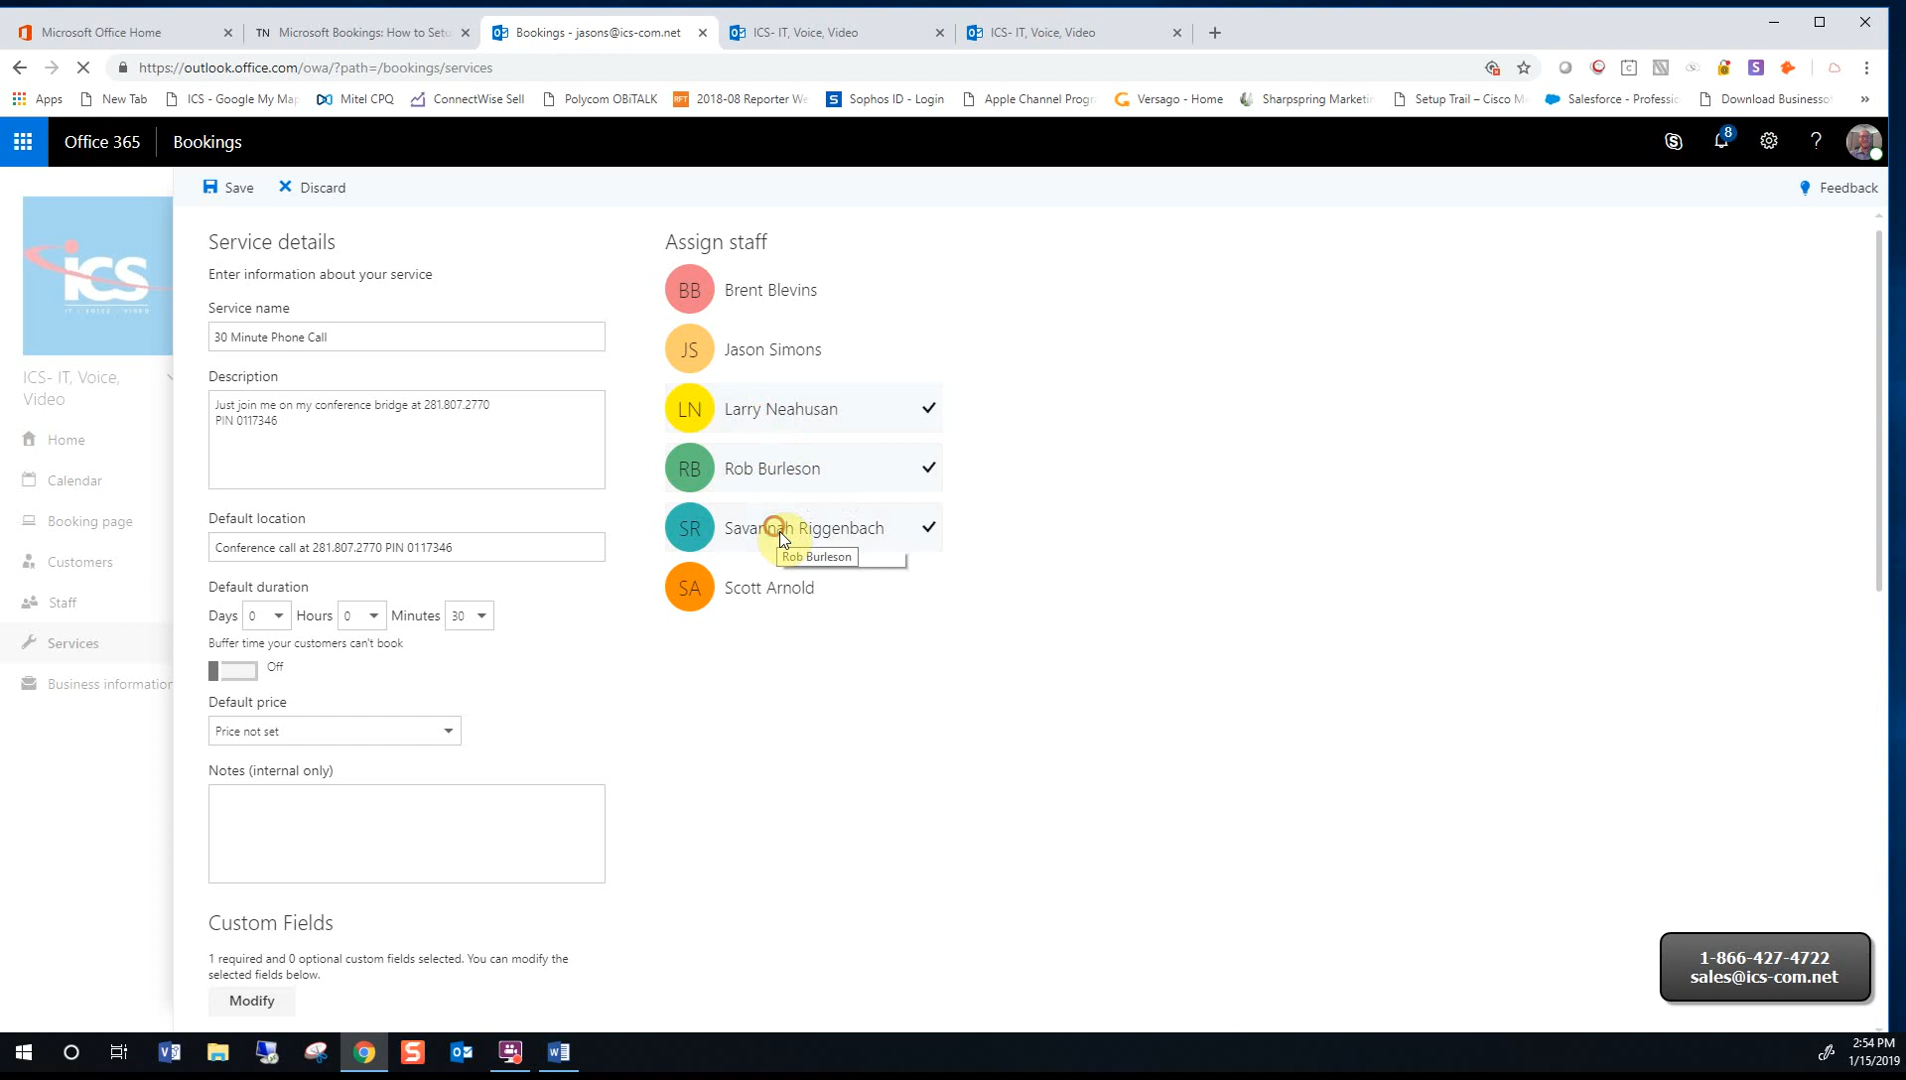 Microsoft Office Home
TN Microsoft Bookings: How to Setu
Bookings - jasons@ics-com.net
ICS- IT, Voice, Video
ICS- IT, Voice, Video
https://outlook.office.com/owa/?path=/bookings/services
Apps
New Tab
ICS - Google My Map
Mitel CPQ
ConnectWise Sell
Polycom OBiTALK
RFT 2018-08 Reporter We
Sophos ID - Login
Apple Channel Progr
Versago - Home
Sharpspring Marketin
Setup Trail – Cisco M
Salesforce - Professio
Download Businesso
Office 365
Bookings
8
Save
Discard
Feedback
iCS
IT . VOICE . VIDEO
ICS- IT, Voice,
Video
Home
Calendar
Booking page
Customers
Staff
Services
Business information
Service details
Enter information about your service
Service name
30 Minute Phone Call
Description
Just join me on my conference bridge at 281.807.2770
PIN 0117346
Default location
Conference call at 281.807.2770 PIN 0117346
Default duration
Days 0 Hours 0 Minutes 30
Buffer time your customers can't book
Off
Default price
Price not set
Notes (internal only)
Custom Fields
1 required and 0 optional custom fields selected. You can modify the
selected fields below.
Modify
Assign staff
BB Brent Blevins
JS Jason Simons
LN Larry Neahusan
RB Rob Burleson
SR Savannah Riggenbach
Rob Burleson
SA Scott Arnold
1-866-427-4722
sales@ics-com.net
2:54 PM
1/15/2019